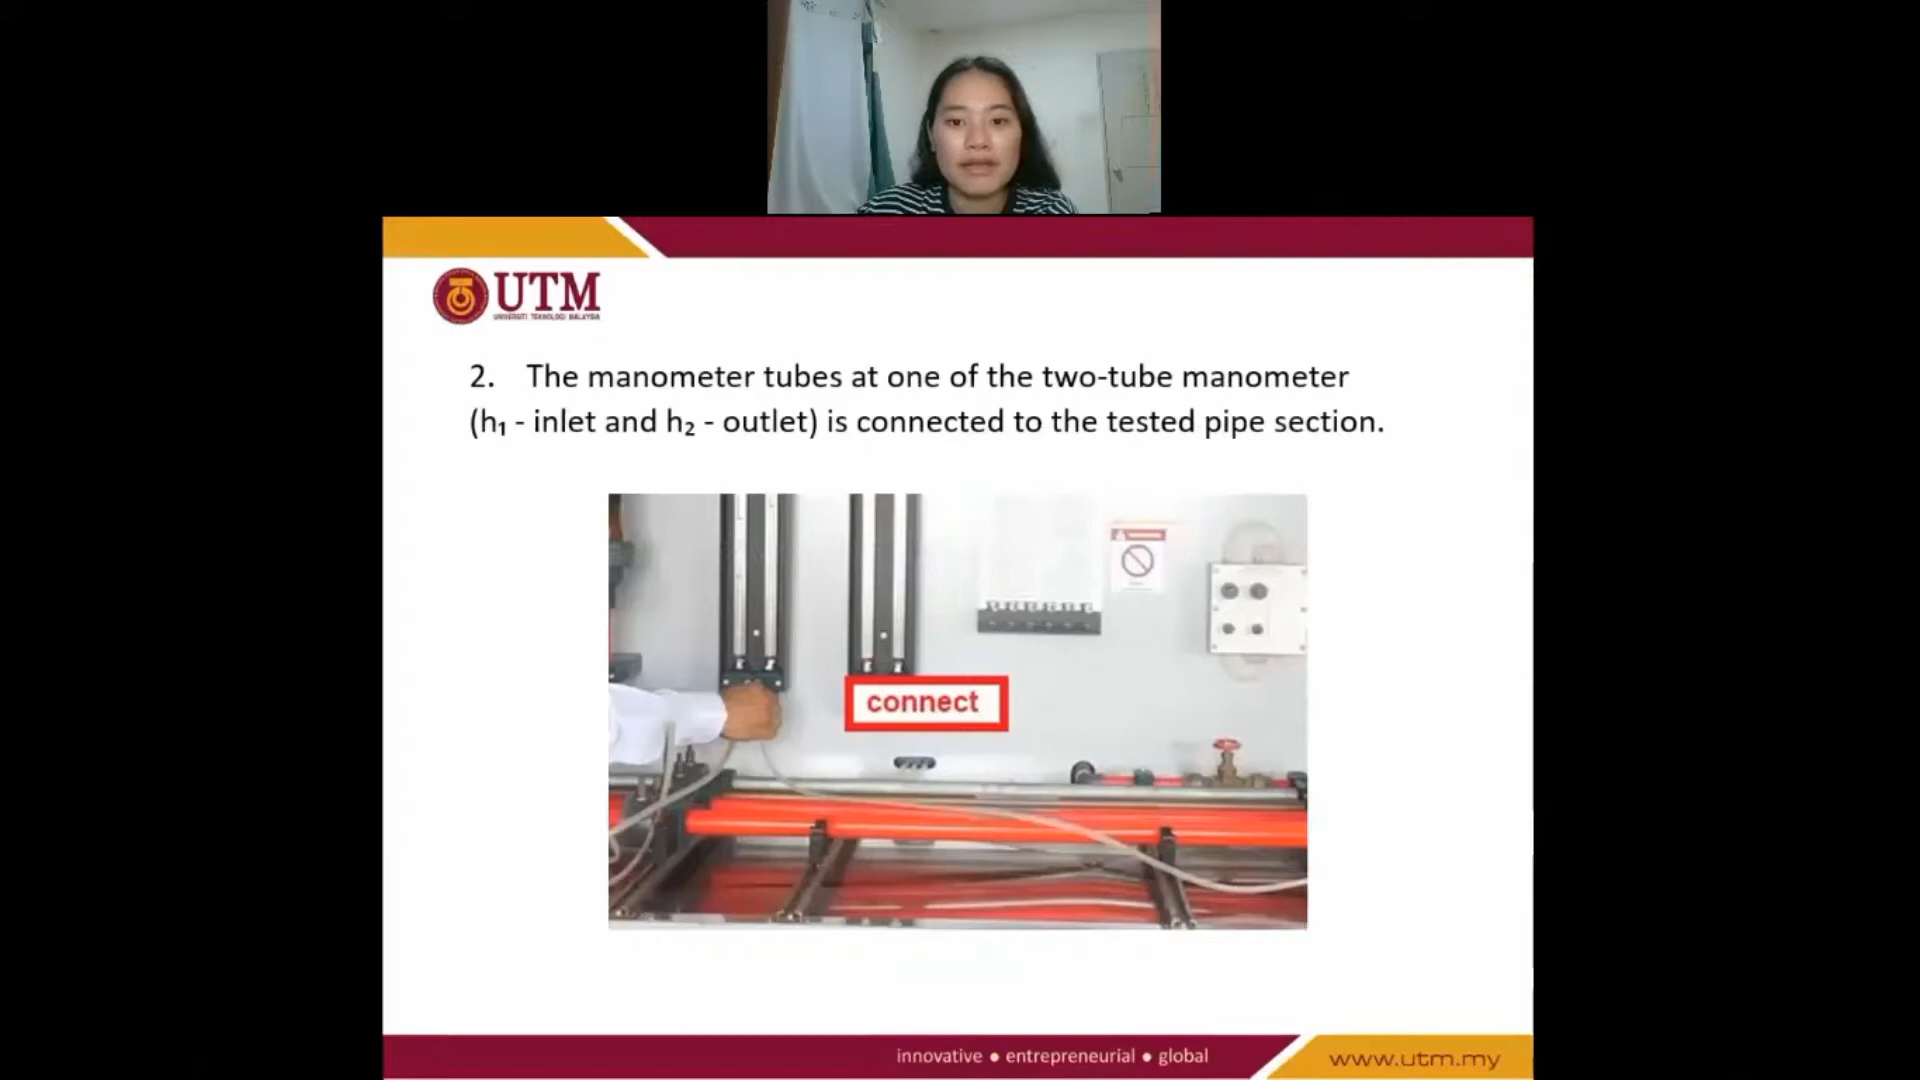 UTM
UNIVERSITI TEKNOLOGI MALAYSIA
2. The manometer tubes at one of the two-tube manometer
(h₁ - inlet and h₂ - outlet) is connected to the tested pipe section.
connect
innovative ● entrepreneurial ● global
www.utm.my